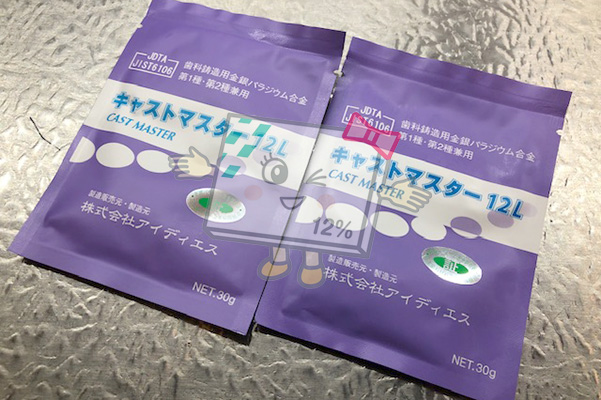 JDTA
JIST6106
歯科鋳造用金銀パラジウム合金
第1種・第2種兼用
キャストマスター12L
CAST MASTER
製造販売元・製造元
株式会社アイディエス
NET.30g
JDTA
JIST6106
歯科鋳造用金銀パラジウム合金
第1種・第2種兼用
キャストマスター12L
CAST MASTER
12%
証
製造販売元・製造元
株式会社アイディエス
NET.30g